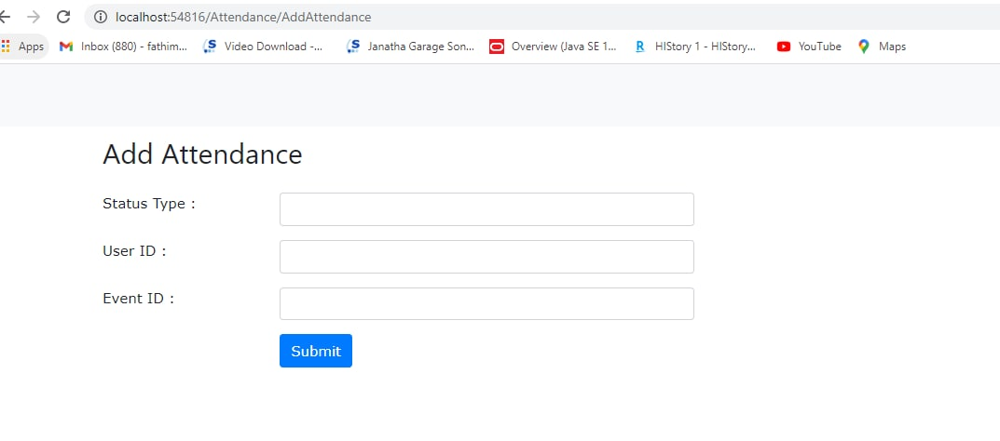 localhost:54816/Attendance/AddAttendance
Apps Inbox (880) - fathim... Video Download -... Janatha Garage Son... Overview (Java SE 1... HIStory 1 - HIStory... YouTube Maps
Add Attendance
Status Type :
User ID :
Event ID :
Submit